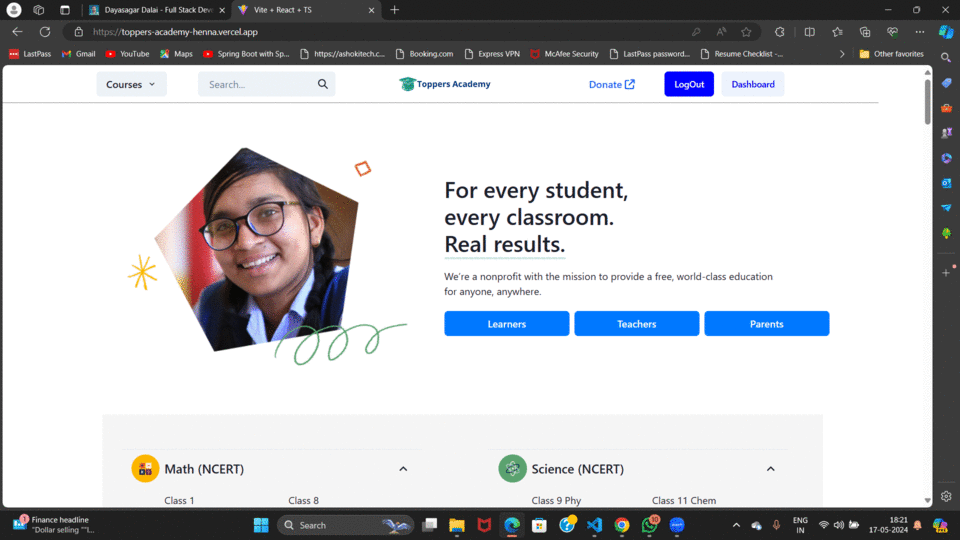 Dayasagar Dalai - Full Stack Deve
Vite + React + TS
https://toppers-academy-henna.vercel.app
LastPass
Gmail
YouTube
Maps
Spring Boot with Sp...
https://ashokitech.c...
Booking.com
Express VPN
McAfee Security
LastPass password...
Resume Checklist -...
Other favorites
Courses
Search...
Toppers Academy
Donate
LogOut
Dashboard
For every student,
every classroom.
Real results.
We're a nonprofit with the mission to provide a free, world-class education
for anyone, anywhere.
Learners
Teachers
Parents
Math (NCERT)
Science (NCERT)
Class 1
Class 8
Class 9 Phy
Class 11 Chem
1
Finance headline
"Dollar selling ""I...
Search
10
ENG
IN
18:21
17-05-2024